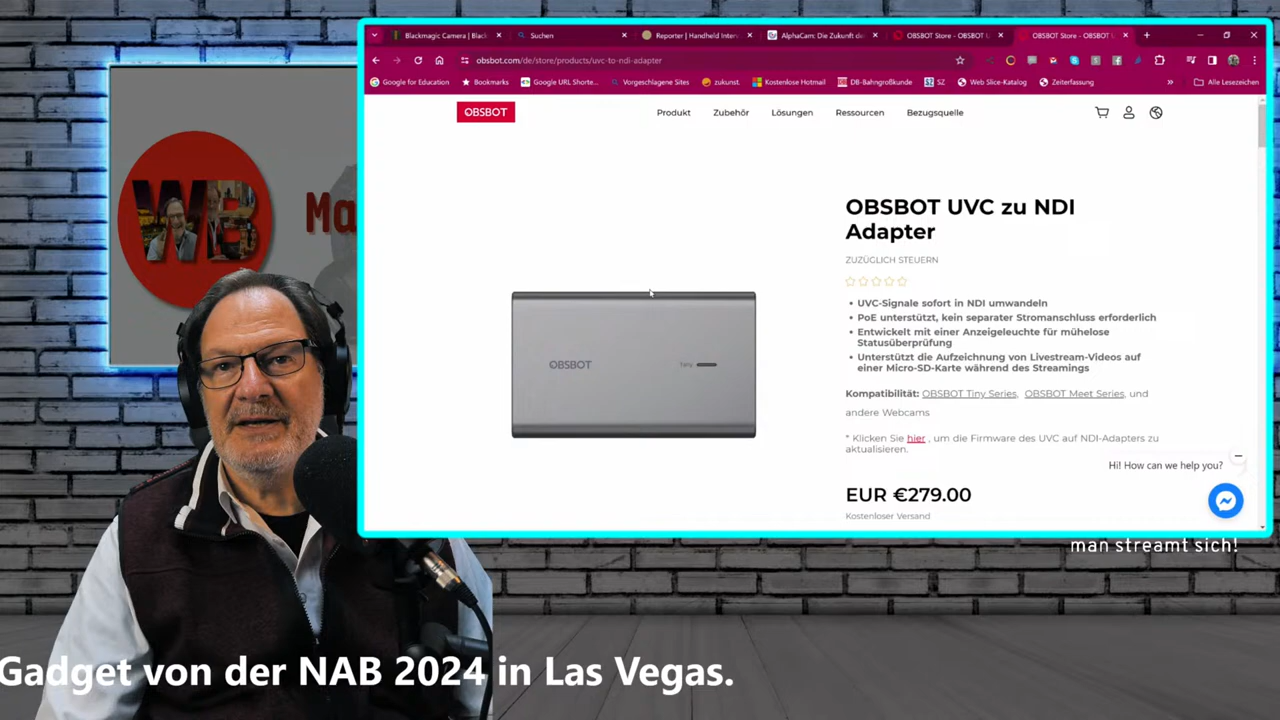 Blackmagic Camera | Black
Suchen
Reporter | Handheld Inter
AlphaCam: Die Zukunft de
OBSBOT Store - OBSBOT U
OBSBOT Store - OBSBOT U
obsbot.com/de/store/products/uvc-to-ndi-adapter
Google for Education
Bookmarks
Google URL Shorte...
Vorgeschlagene Sites
zukunst.
Kostenlose Hotmail
DB-Bahngroßkunde
SZ
Web Slice-Katalog
Zeiterfassung
»
Alle Lesezeichen
OBSBOT
Produkt
Zubehör
Lösungen
Ressourcen
Bezugsquelle
WB
Ma
OBSBOT UVC zu NDI
Adapter
ZUZÜGLICH STEUERN
• UVC-Signale sofort in NDI umwandeln
• PoE unterstützt, kein separater Stromanschluss erforderlich
• Entwickelt mit einer Anzeigeleuchte für mühelose
Statusüberprüfung
• Unterstützt die Aufzeichnung von Livestream-Videos auf
einer Micro-SD-Karte während des Streamings
OBSBOT
tiny
Kompatibilität: OBSBOT Tiny Series, OBSBOT Meet Series, und
andere Webcams
* Klicken Sie hier , um die Firmware des UVC auf NDI-Adapters zu
aktualisieren.
Hi! How can we help you?
EUR €279.00
Kostenloser Versand
man streamt sich!
Gadget von der NAB 2024 in Las Vegas.